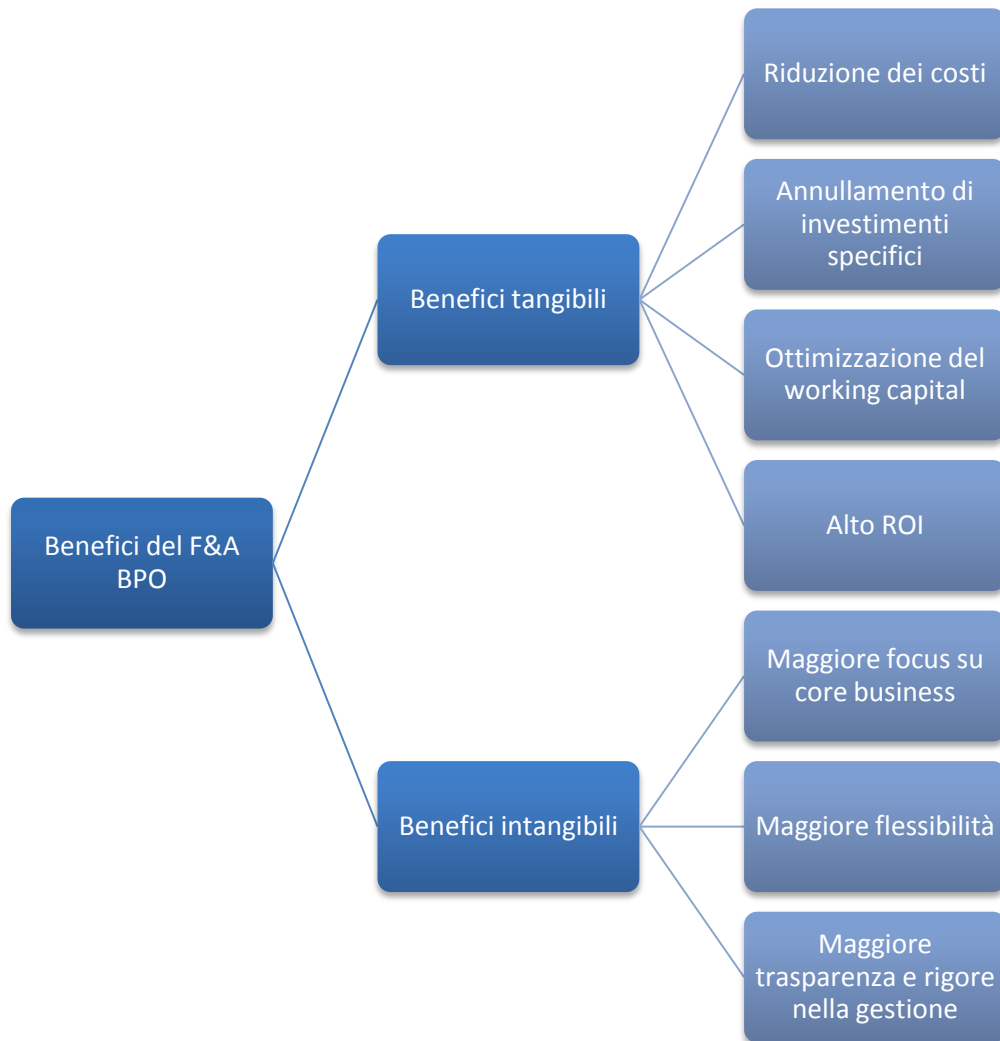 Riduzione dei costi
Annullamento di
investimenti
specifici
Benefici tangibili
Ottimizzazione del
working capital
Alto ROI
Benefici del F&A
BPO
Maggiore focus su
core business
Benefici intangibili
Maggiore flessibilità
Maggiore
trasparenza e rigore
nella gestione